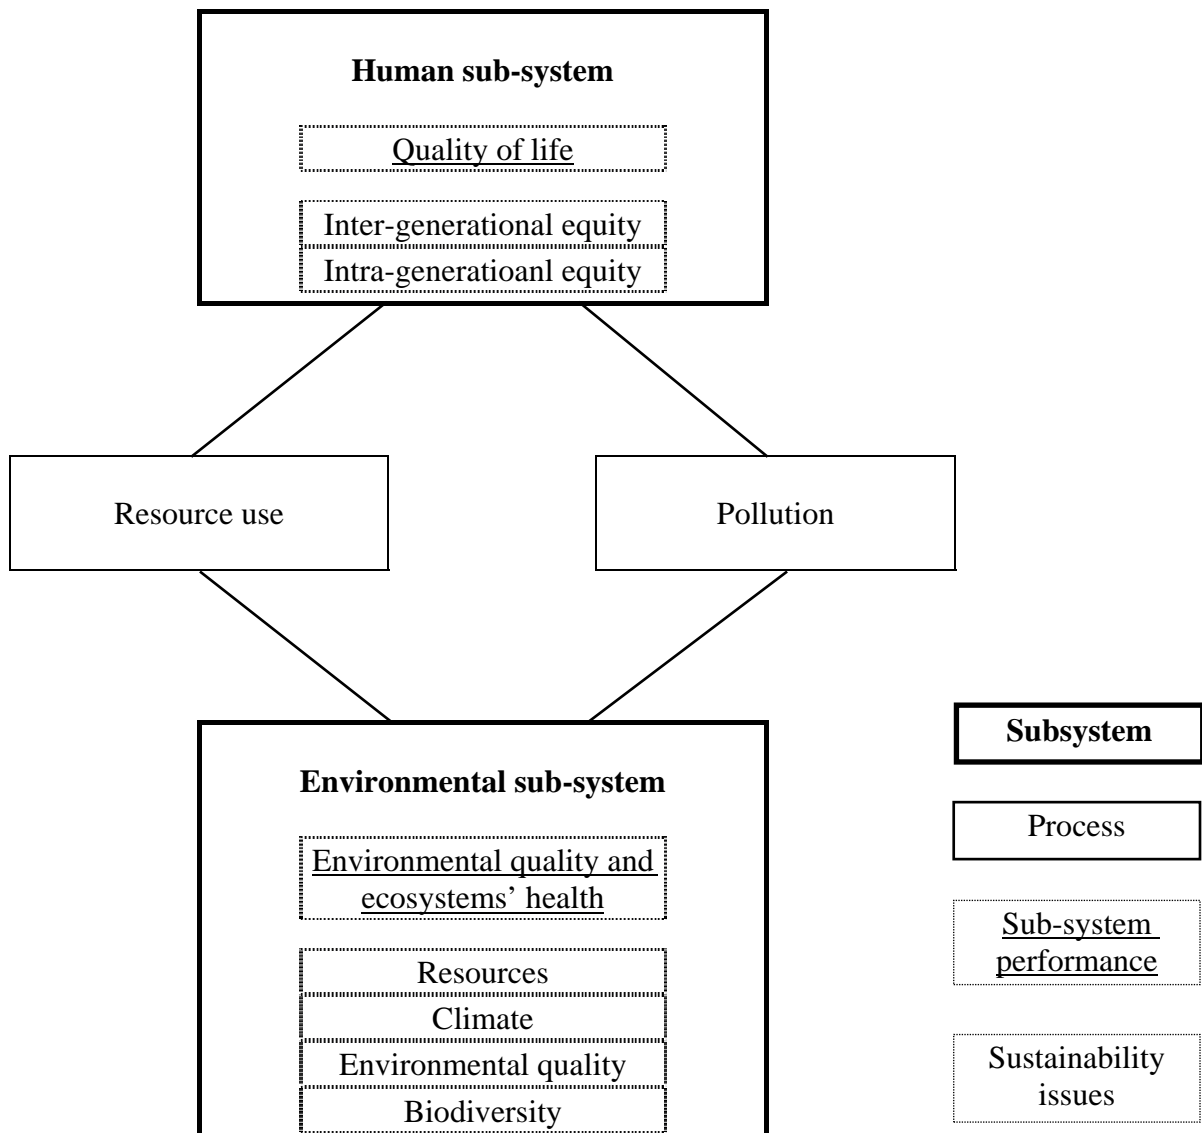 Human sub-system
Quality of life
Inter-generational equity
Intra-generatioanl equity
Resource use
Pollution
Environmental sub-system
Environmental quality and
ecosystems’ health
Resources
Climate
Environmental quality
Biodiversity
Subsystem
Process
Sub-system
performance
Sustainability
issues